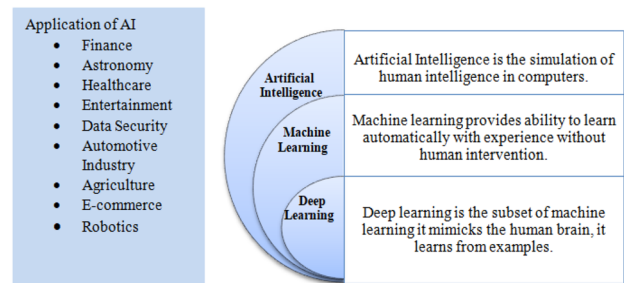 Application of AI
• Finance
• Astronomy
• Healthcare
• Entertainment
• Data Security
• Automotive
Industry
• Agriculture
• E-commerce
• Robotics
Artificial
Intelligence
Artificial Intelligence is the simulation of
human intelligence in computers.
Machine
Learning
Machine learning provides ability to learn
automatically with experience without
human intervention.
Deep
Learning
Deep learning is the subset of machine
learning it mimicks the human brain, it
learns from examples.